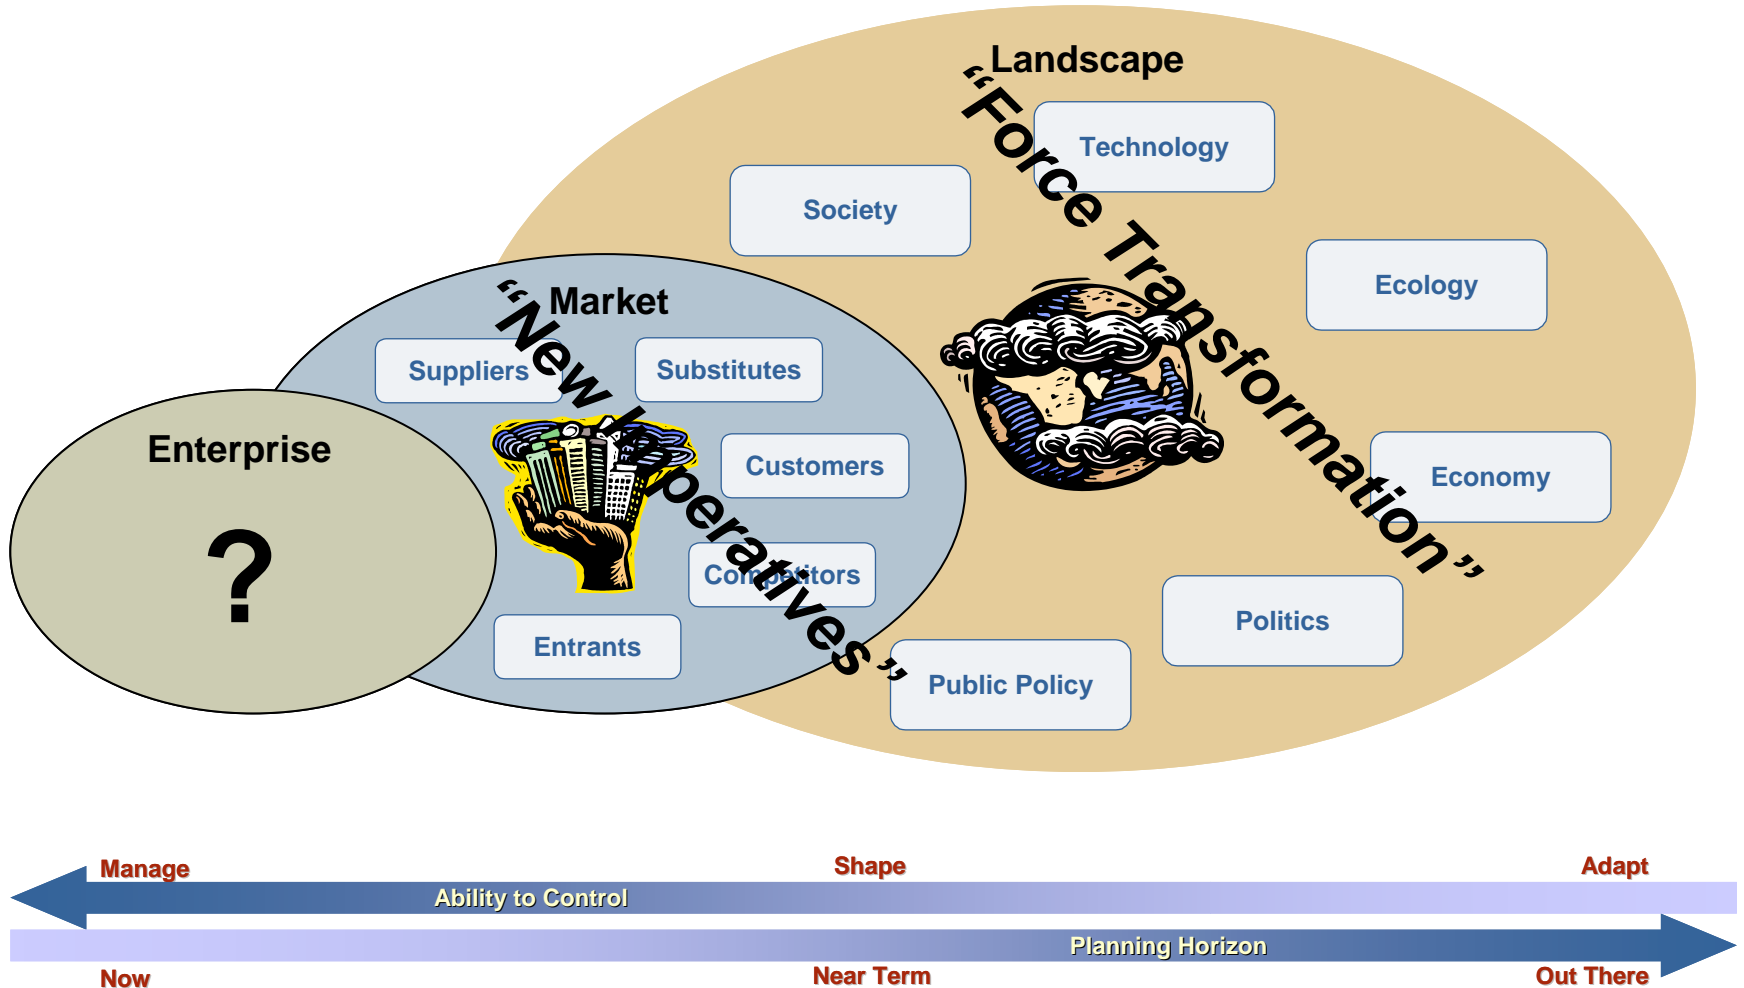 Landscape
“Force Transformation”
Technology
Society
Ecology
Market
“New Imperatives”
Suppliers
Substitutes
Enterprise
?
Customers
Economy
Competitors
Entrants
Politics
Public Policy
Manage
Shape
Adapt
Ability to Control
Planning Horizon
Now
Near Term
Out There